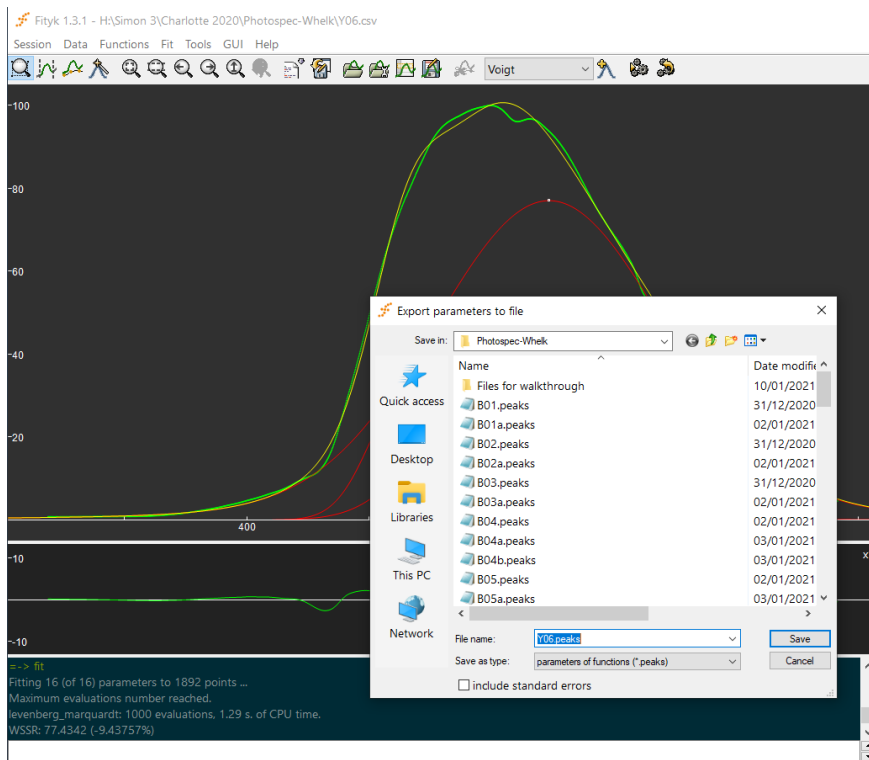 Fityk 1.3.1 - H:\Simon 3\Charlotte 2020\Photospec-Whelk\Y06.csv
Session Data Functions Fit Tools GUI Help
Voigt
100
80
60
40
20
400
10
x
-10
Export parameters to file
Save in: Photospec-Whelk
Name Date modifie
Files for walkthrough 10/01/2021
B01.peaks 31/12/2020
B01a.peaks 02/01/2021
B02.peaks 31/12/2020
B02a.peaks 02/01/2021
B03.peaks 31/12/2020
B03a.peaks 02/01/2021
B04.peaks 02/01/2021
B04a.peaks 03/01/2021
B04b.peaks 03/01/2021
B05.peaks 02/01/2021
B05a.peaks 03/01/2021
Quick access
Desktop
Libraries
This PC
Network
File name: Y06.peaks Save
Save as type: parameters of functions (*.peaks) Cancel
include standard errors
=-> fit
Fitting 16 (of 16) parameters to 1892 points ...
Maximum evaluations number reached.
levenberg_marquardt: 1000 evaluations, 1.29 s. of CPU time.
WSSR: 77.4342 (-9.43757%)